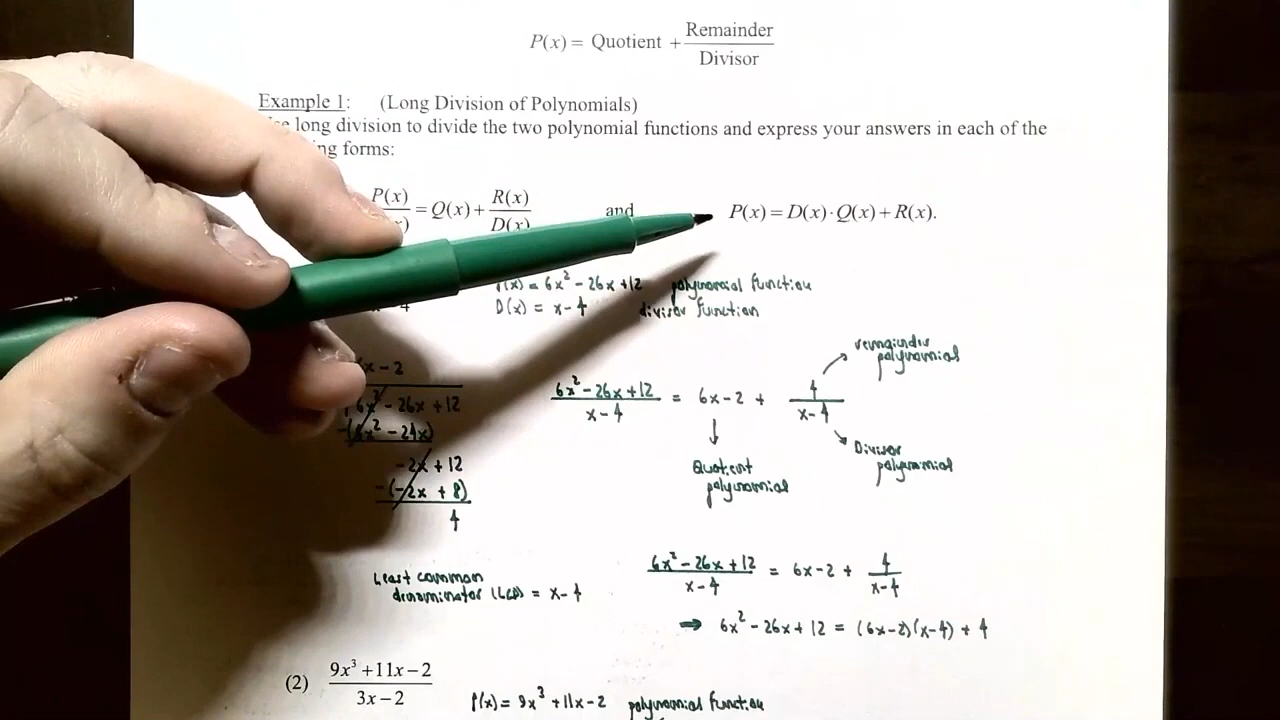 P(x) = Quotient + Remainder / Divisor
Example 1: (Long Division of Polynomials)
long division to divide the two polynomial functions and express your answers in each of the
forms:
P(x) / = Q(x) + R(x) / D(x) and P(x) = D(x) · Q(x) + R(x).
P(x) = 6x² - 26x + 12 polynomial function
D(x) = x - 4 divisor function
x - 2
6x² - 26x + 12
-(6x² - 24x)
-2x + 12
-(-2x + 8)
4
6x² - 26x + 12 / x - 4 = 6x - 2 + 4 / x - 4
remainder polynomial
Quotient polynomial
Divisor polynomial
Least common denominator (LCD) = x - 4
6x² - 26x + 12 / x - 4 = 6x - 2 + 4 / x - 4
⇒ 6x² - 26x + 12 = (6x - 2)(x - 4) + 4
(2) 9x³ + 11x - 2 / 3x - 2
P(x) = 9x³ + 11x - 2 polynomial function